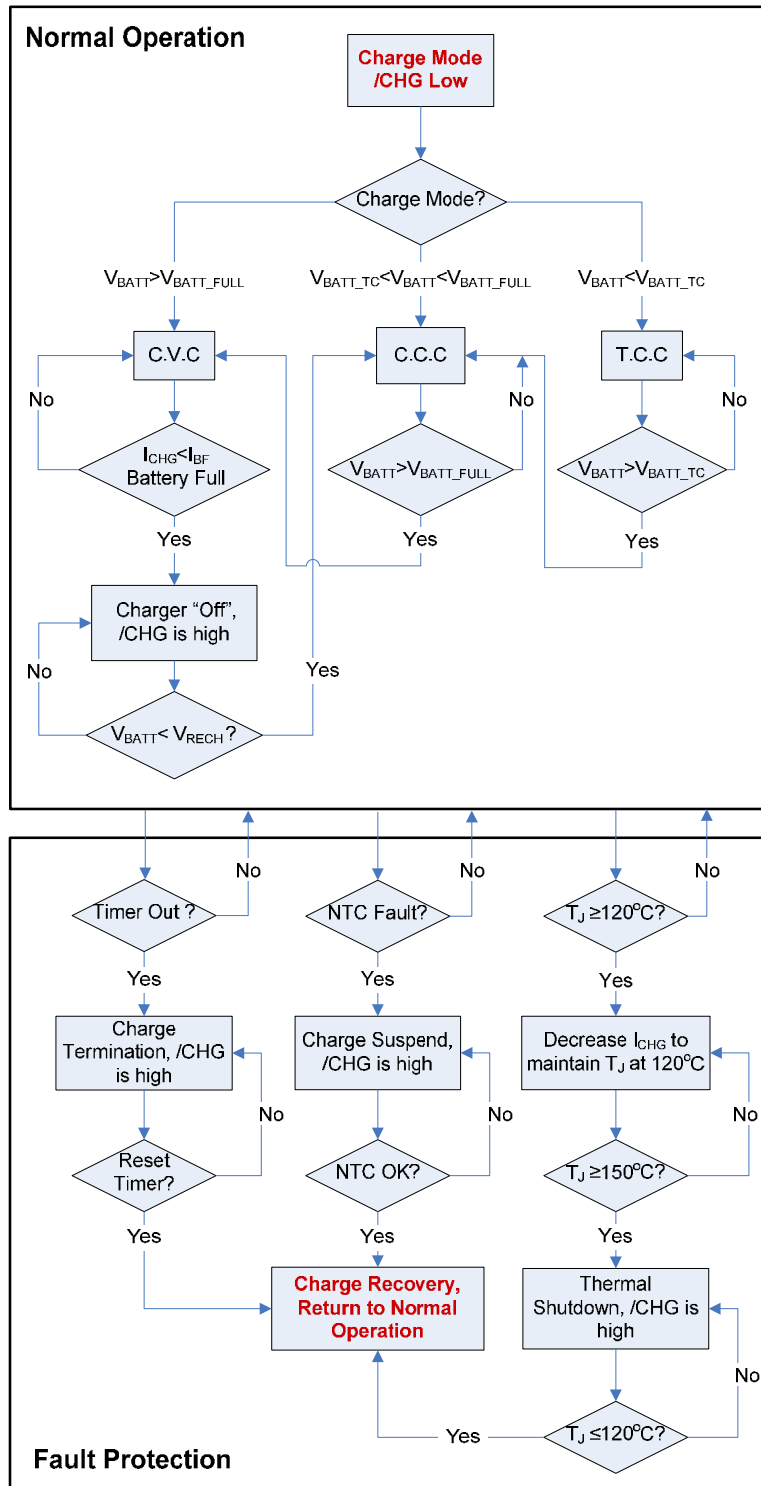 Normal Operation
Charge Mode
/CHG Low
Charge Mode?
VBATT>VBATT_FULL
VBATT_TC<VBATT<VBATT_FULL
VBATT<VBATT_TC
C.V.C
C.C.C
T.C.C
No
No
No
ICHG<IBF
Battery Full
VBATT>VBATT_FULL
VBATT>VBATT_TC
Yes
Yes
Yes
Charger “Off”,
/CHG is high
No
Yes
VBATT< VRECH?
No
No
No
Timer Out ?
NTC Fault?
TJ ≥120°C?
Yes
Yes
Yes
Charge
Termination, /CHG
is high
Charge Suspend,
/CHG is high
Decrease ICHG to
maintain TJ at 120°C
No
No
No
Reset
Timer?
NTC OK?
TJ ≥150°C?
Yes
Yes
Yes
Charge Recovery,
Return to Normal
Operation
Thermal
Shutdown, /CHG is
high
No
Yes
TJ ≤120°C?
Fault Protection